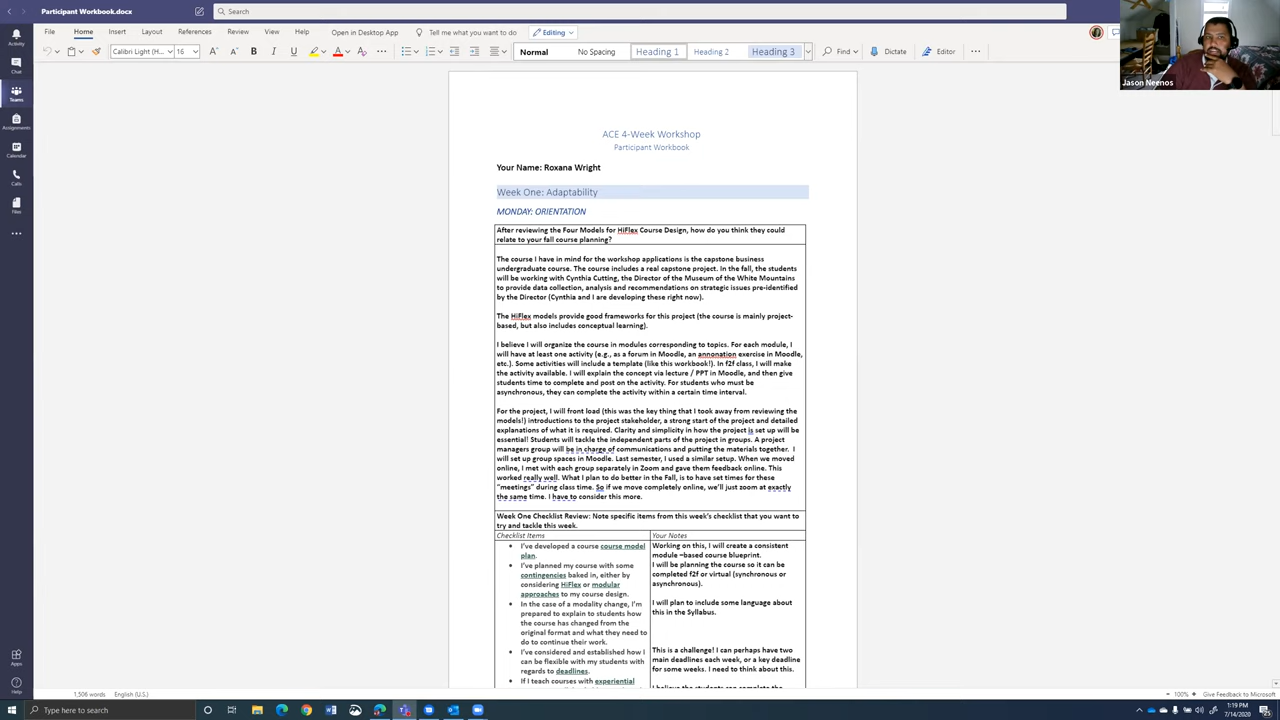 Participant Workbook.docx
Search
File Home Insert Layout References Review View Help Open in Desktop App Tell me what you want to do Editing
Calibri Light (H... 16 Normal No Spacing Heading 1 Heading 2 Heading 3 Find Dictate Editor
Activity
Chat
Teams
Assignments
Calendar
Calls
Files
Apps
Help
Jason Neenos
ACE 4-Week Workshop
Participant Workbook
Your Name: Roxana Wright
Week One: Adaptability
MONDAY: ORIENTATION
After reviewing the Four Models for HiFlex Course Design, how do you think they could
relate to your fall course planning?
The course I have in mind for the workshop applications is the capstone business
undergraduate course. The course includes a real capstone project. In the fall, the students
will be working with Cynthia Cutting, the Director of the Museum of the White Mountains
to provide data collection, analysis and recommendations on strategic issues pre-identified
by the Director (Cynthia and I are developing these right now).
The HiFlex models provide good frameworks for this project (the course is mainly project-
based, but also includes conceptual learning).
I believe I will organize the course in modules corresponding to topics. For each module, I
will have at least one activity (e.g., as a forum in Moodle, an annonation exercise in Moodle,
etc.). Some activities will include a template (like this workbook!). In f2f class, I will make
the activity available. I will explain the concept via lecture / PPT in Moodle, and then give
students time to complete and post on the activity. For students who must be
asynchronous, they can complete the activity within a certain time interval.
For the project, I will front load (this was the key thing that I took away from reviewing the
models!) introductions to the project stakeholder, a strong start of the project and detailed
explanations of what it is required. Clarity and simplicity in how the project is set up will be
essential! Students will tackle the independent parts of the project in groups. A project
managers group will be in charge of communications and putting the materials together. I
will set up group spaces in Moodle. Last semester, I used a similar setup. When we moved
online, I met with each group separately in Zoom and gave them feedback online. This
worked really well. What I plan to do better in the Fall, is to have set times for these
"meetings" during class time. So if we move completely online, we'll just zoom at exactly
the same time. I have to consider this more.
Week One Checklist Review: Note specific items from this week's checklist that you want to
try and tackle this week.
Checklist Items
I've developed a course course model
plan.
I've planned my course with some
contingencies baked in, either by
considering HiFlex or modular
approaches to my course design.
In the case of a modality change, I'm
prepared to explain to students how
the course has changed from the
original format and what they need to
do to continue their work.
I've considered and established how I
can be flexible with my students with
regards to deadlines.
If I teach courses with experiential
Your Notes
Working on this, I will create a consistent
module –based course blueprint.
I will be planning the course so it can be
completed f2f or virtual (synchronous or
asynchronous).
I will plan to include some language about
this in the Syllabus.
This is a challenge! I can perhaps have two
main deadlines each week, or a key deadline
for some weeks. I need to think about this.
I believe the students can complete the
1,506 words English (U.S.)
100% Give Feedback to Microsoft
Type here to search
1:19 PM
7/14/2020